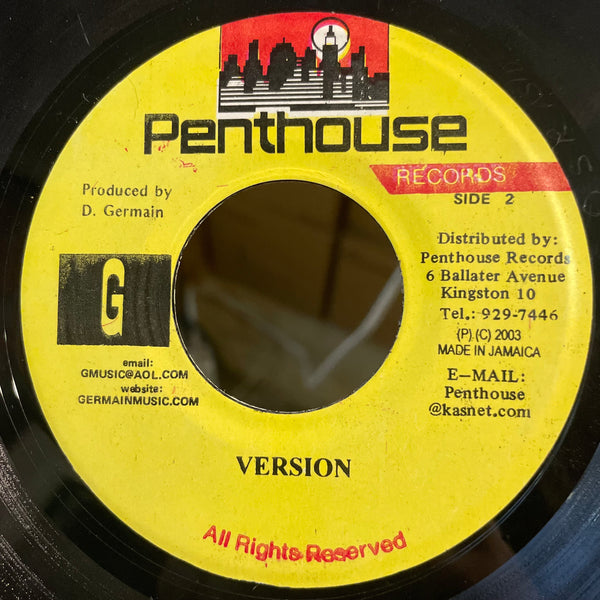 Penthouse
RECORDS
SIDE 2
Produced by
D. Germain
G
email:
GMUSIC@AOL.COM
website:
GERMAINMUSIC.COM
Distributed by:
Penthouse Records
6 Ballater Avenue
Kingston 10
Tel.: 929-7446
(P) (C) 2003
MADE IN JAMAICA
E-MAIL:
Penthouse
@kasnet.com
VERSION
All Rights Reserved